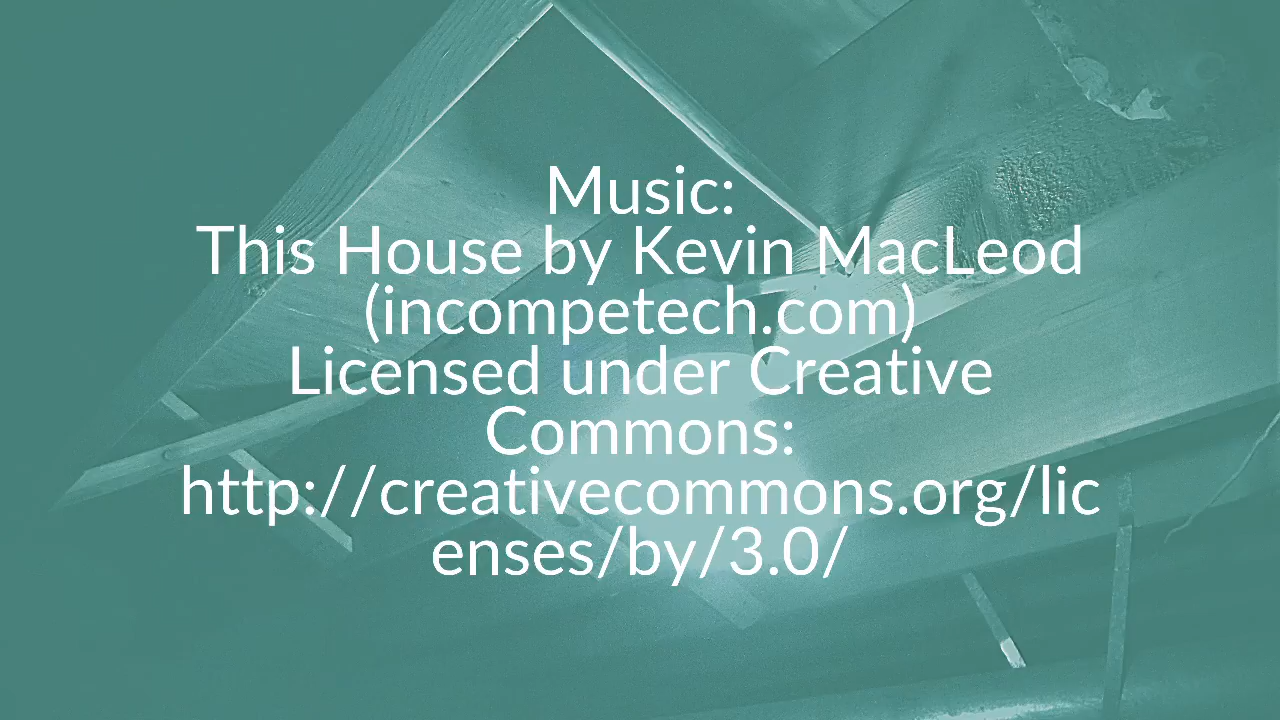 Music:
This House by Kevin MacLeod
(incompetech.com)
Licensed under Creative
Commons:
http://creativecommons.org/lic
enses/by/3.0/